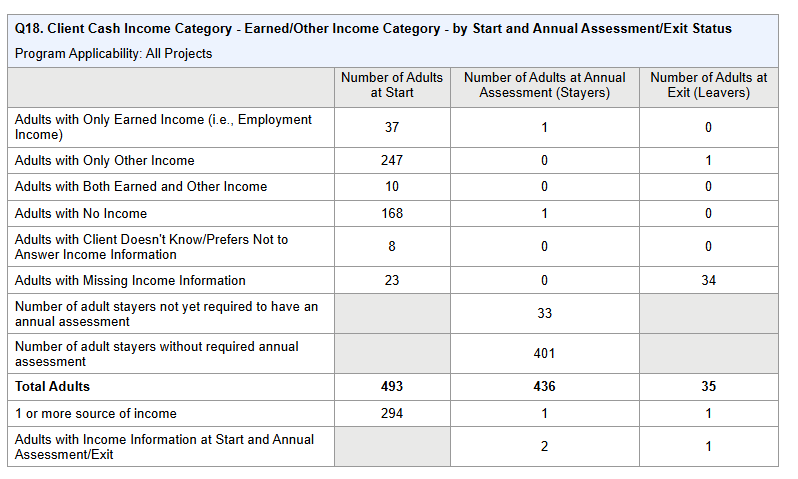 Q18. Client Cash Income Category - Earned/Other Income Category - by Start and Annual Assessment/Exit Status
Program Applicability: All Projects
Number of Adults at Start Number of Adults at Annual Assessment (Stayers) Number of Adults at Exit (Leavers)
Adults with Only Earned Income (i.e., Employment Income) 37 1 0
Adults with Only Other Income 247 0 1
Adults with Both Earned and Other Income 10 0 0
Adults with No Income 168 1 0
Adults with Client Doesn't Know/Prefers Not to Answer Income Information 8 0 0
Adults with Missing Income Information 23 0 34
Number of adult stayers not yet required to have an annual assessment 33
Number of adult stayers without required annual assessment 401
Total Adults 493 436 35
1 or more source of income 294 1 1
Adults with Income Information at Start and Annual Assessment/Exit 2 1